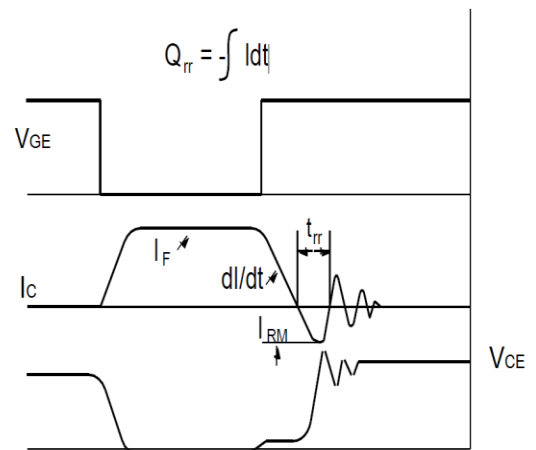 Qrr = -∫ Idt
VGE
trr
IF
dI/dt
IC
IRM
VCE